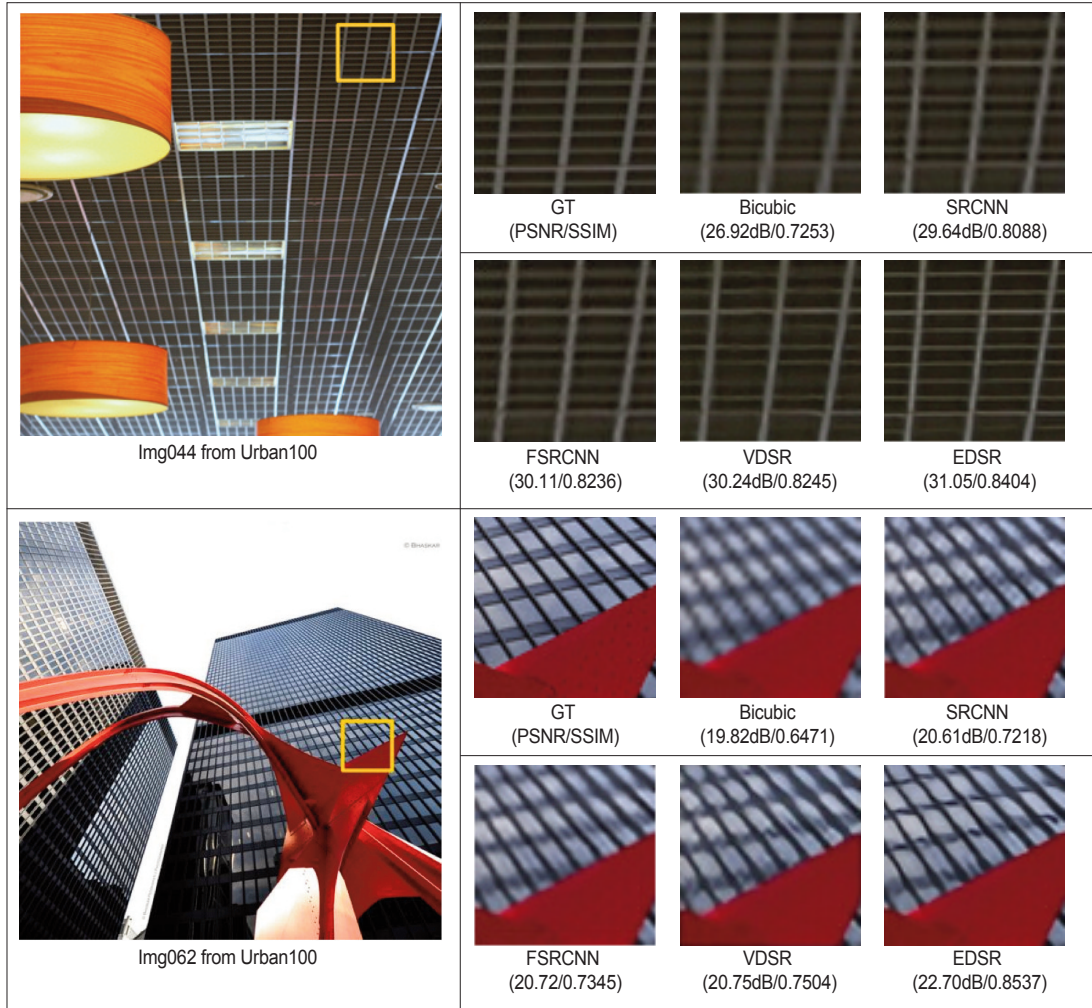 GT
(PSNR/SSIM)
Bicubic
(26.92dB/0.7253)
SRCNN
(29.64dB/0.8088)
FSRCNN
(30.11/0.8236)
VDSR
(30.24dB/0.8245)
EDSR
(31.05/0.8404)
Img044 from Urban100
© BHASKAR
GT
(PSNR/SSIM)
Bicubic
(19.82dB/0.6471)
SRCNN
(20.61dB/0.7218)
FSRCNN
(20.72/0.7345)
VDSR
(20.75dB/0.7504)
EDSR
(22.70dB/0.8537)
Img062 from Urban100